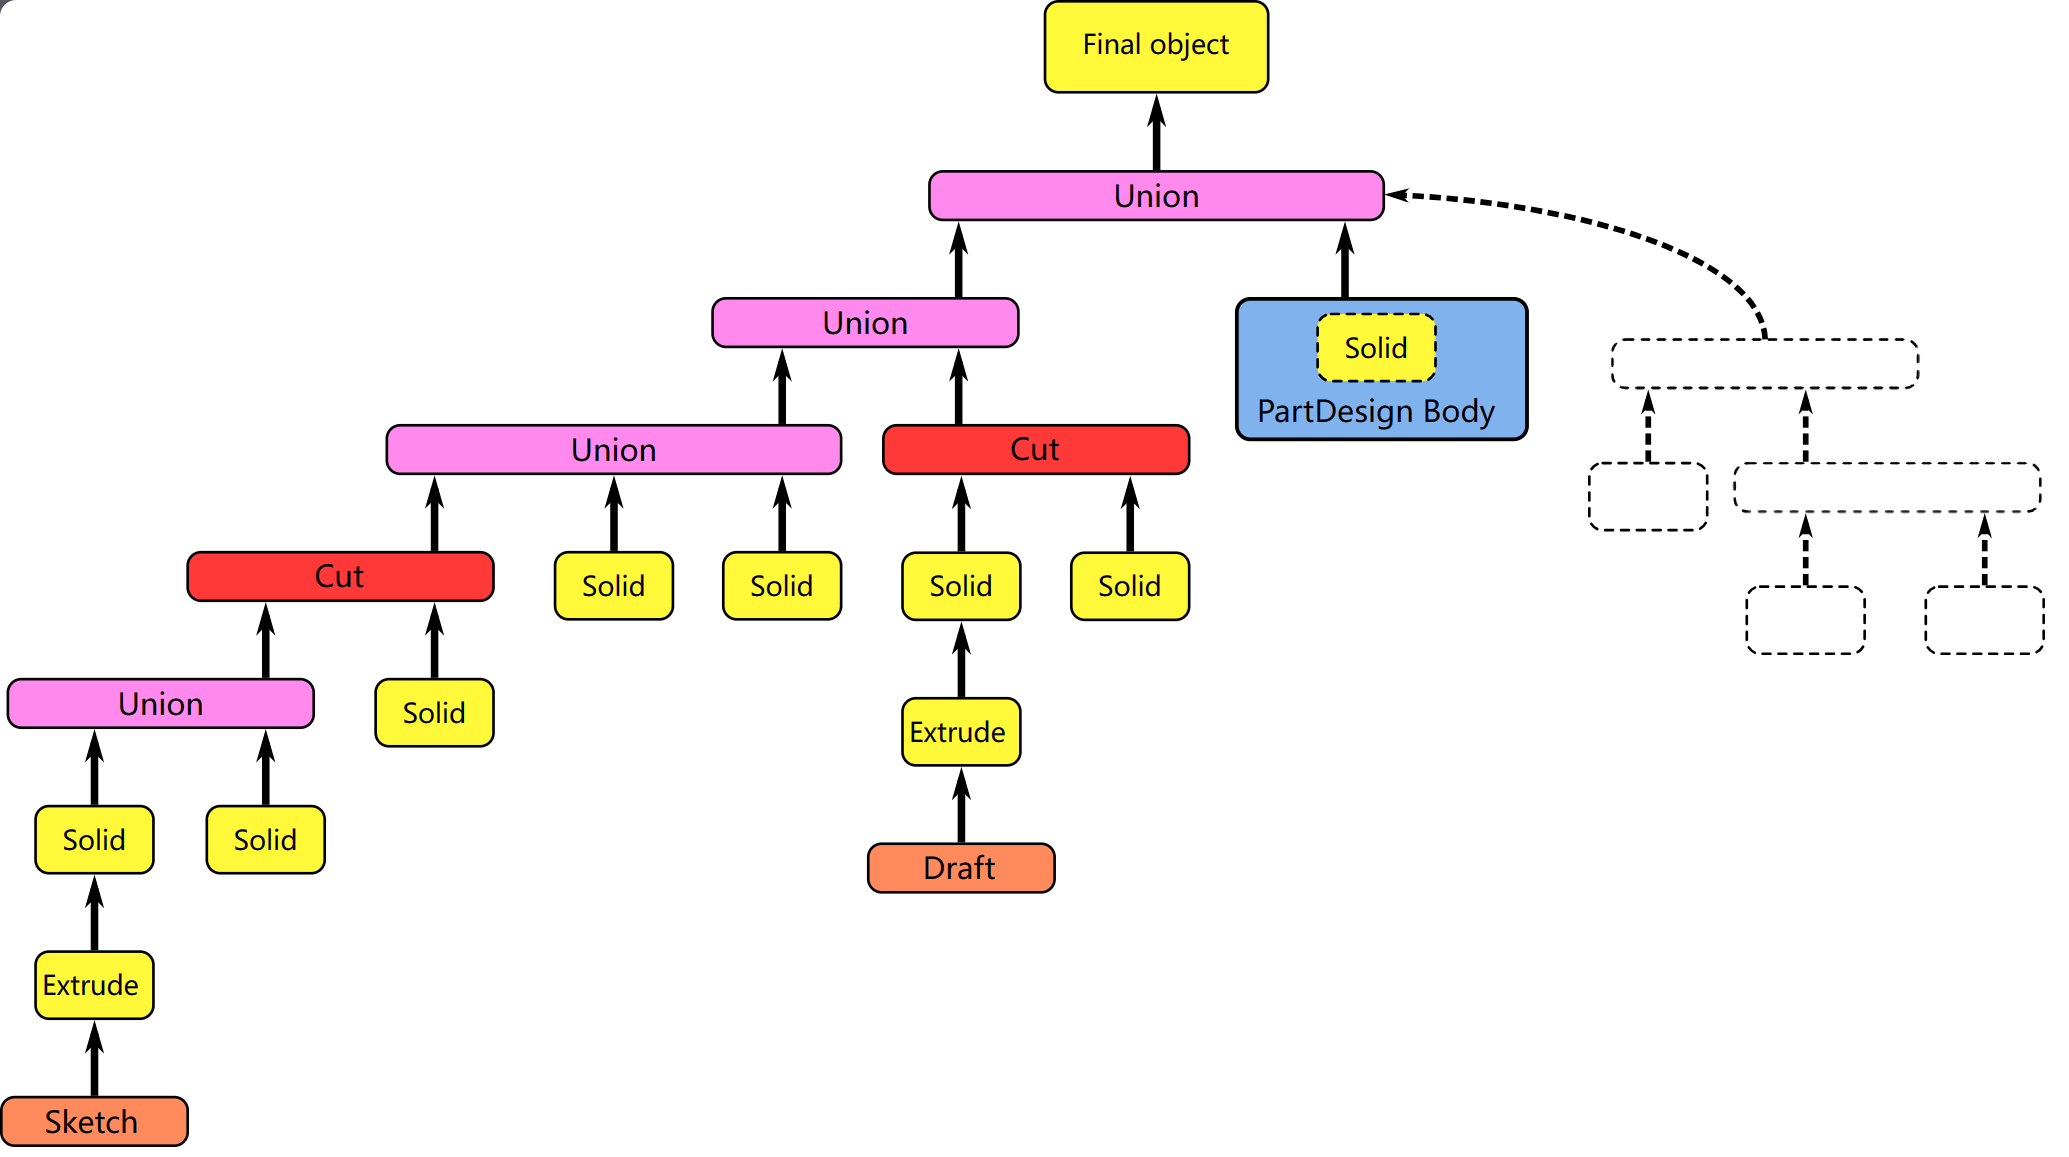 Final object
Union
Union
Solid
PartDesign Body
Union
Cut
Cut
Solid
Solid
Solid
Solid
Union
Solid
Extrude
Solid
Solid
Draft
Extrude
Sketch